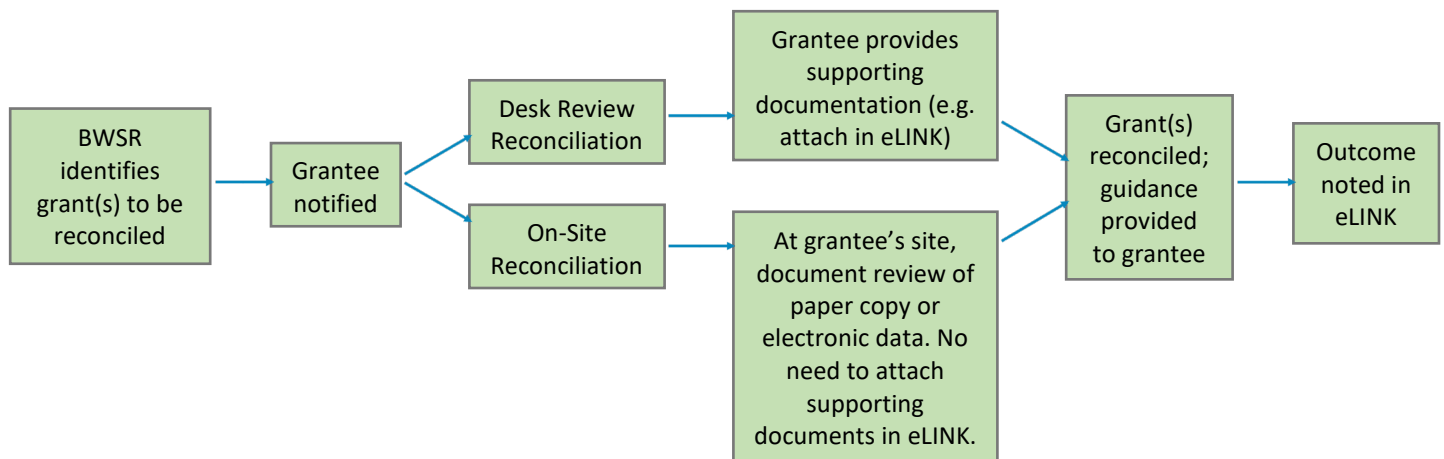 BWSR
identifies
grant(s) to be
reconciled
Grantee
notified
Desk Review
Reconciliation
On-Site
Reconciliation
Grantee provides
supporting
documentation (e.g.
attach in eLINK)
At grantee’s site,
document review of
paper copy or
electronic data. No
need to attach
supporting
documents in eLINK.
Grant(s)
reconciled;
guidance
provided
to grantee
Outcome
noted in
eLINK